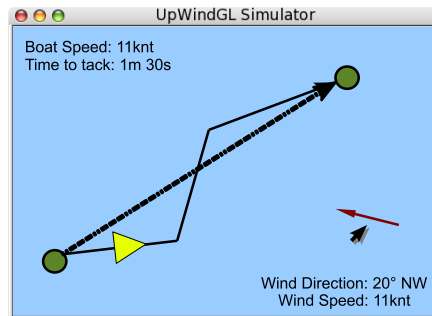 UpWindGL Simulator
Boat Speed: 11knt
Time to tack: 1m 30s
Wind Direction: 20° NW
Wind Speed: 11knt